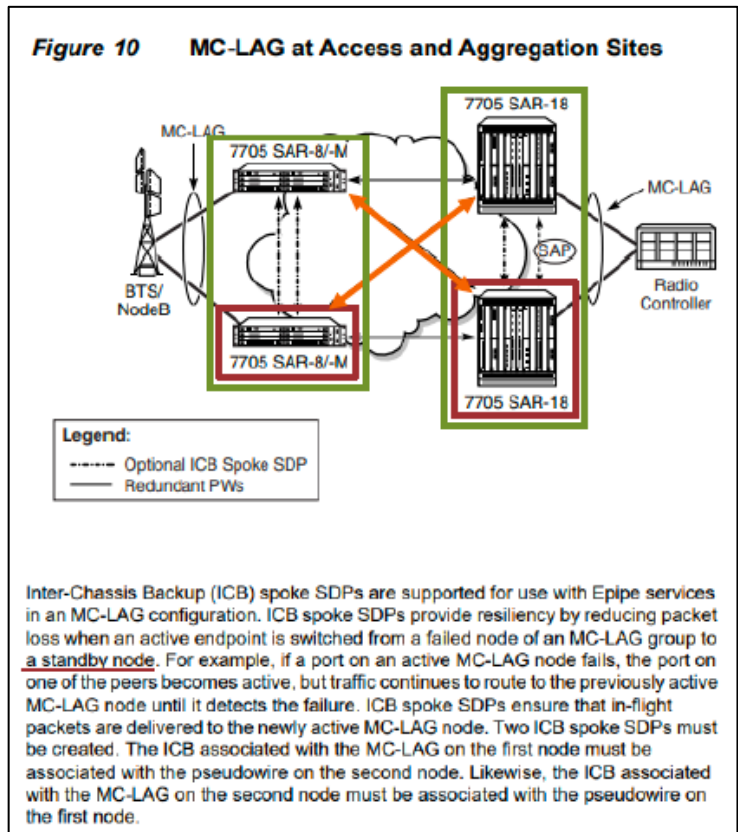 Figure 10 MC-LAG at Access and Aggregation Sites
7705 SAR-18
MC-LAG
7705 SAR-8/-M
MC-LAG
SAP
BTS/
NodeB
Radio
Controller
7705 SAR-8/-M
7705 SAR-18
Legend:
Optional ICB Spoke SDP
Redundant PWs
Inter-Chassis Backup (ICB) spoke SDPs are supported for use with Epipe services
in an MC-LAG configuration. ICB spoke SDPs provide resiliency by reducing packet
loss when an active endpoint is switched from a failed node of an MC-LAG group to
a standby node. For example, if a port on an active MC-LAG node fails, the port on
one of the peers becomes active, but traffic continues to route to the previously active
MC-LAG node until it detects the failure. ICB spoke SDPs ensure that in-flight
packets are delivered to the newly active MC-LAG node. Two ICB spoke SDPs must
be created. The ICB associated with the MC-LAG on the first node must be
associated with the pseudowire on the second node. Likewise, the ICB associated
with the MC-LAG on the second node must be associated with the pseudowire on
the first node.